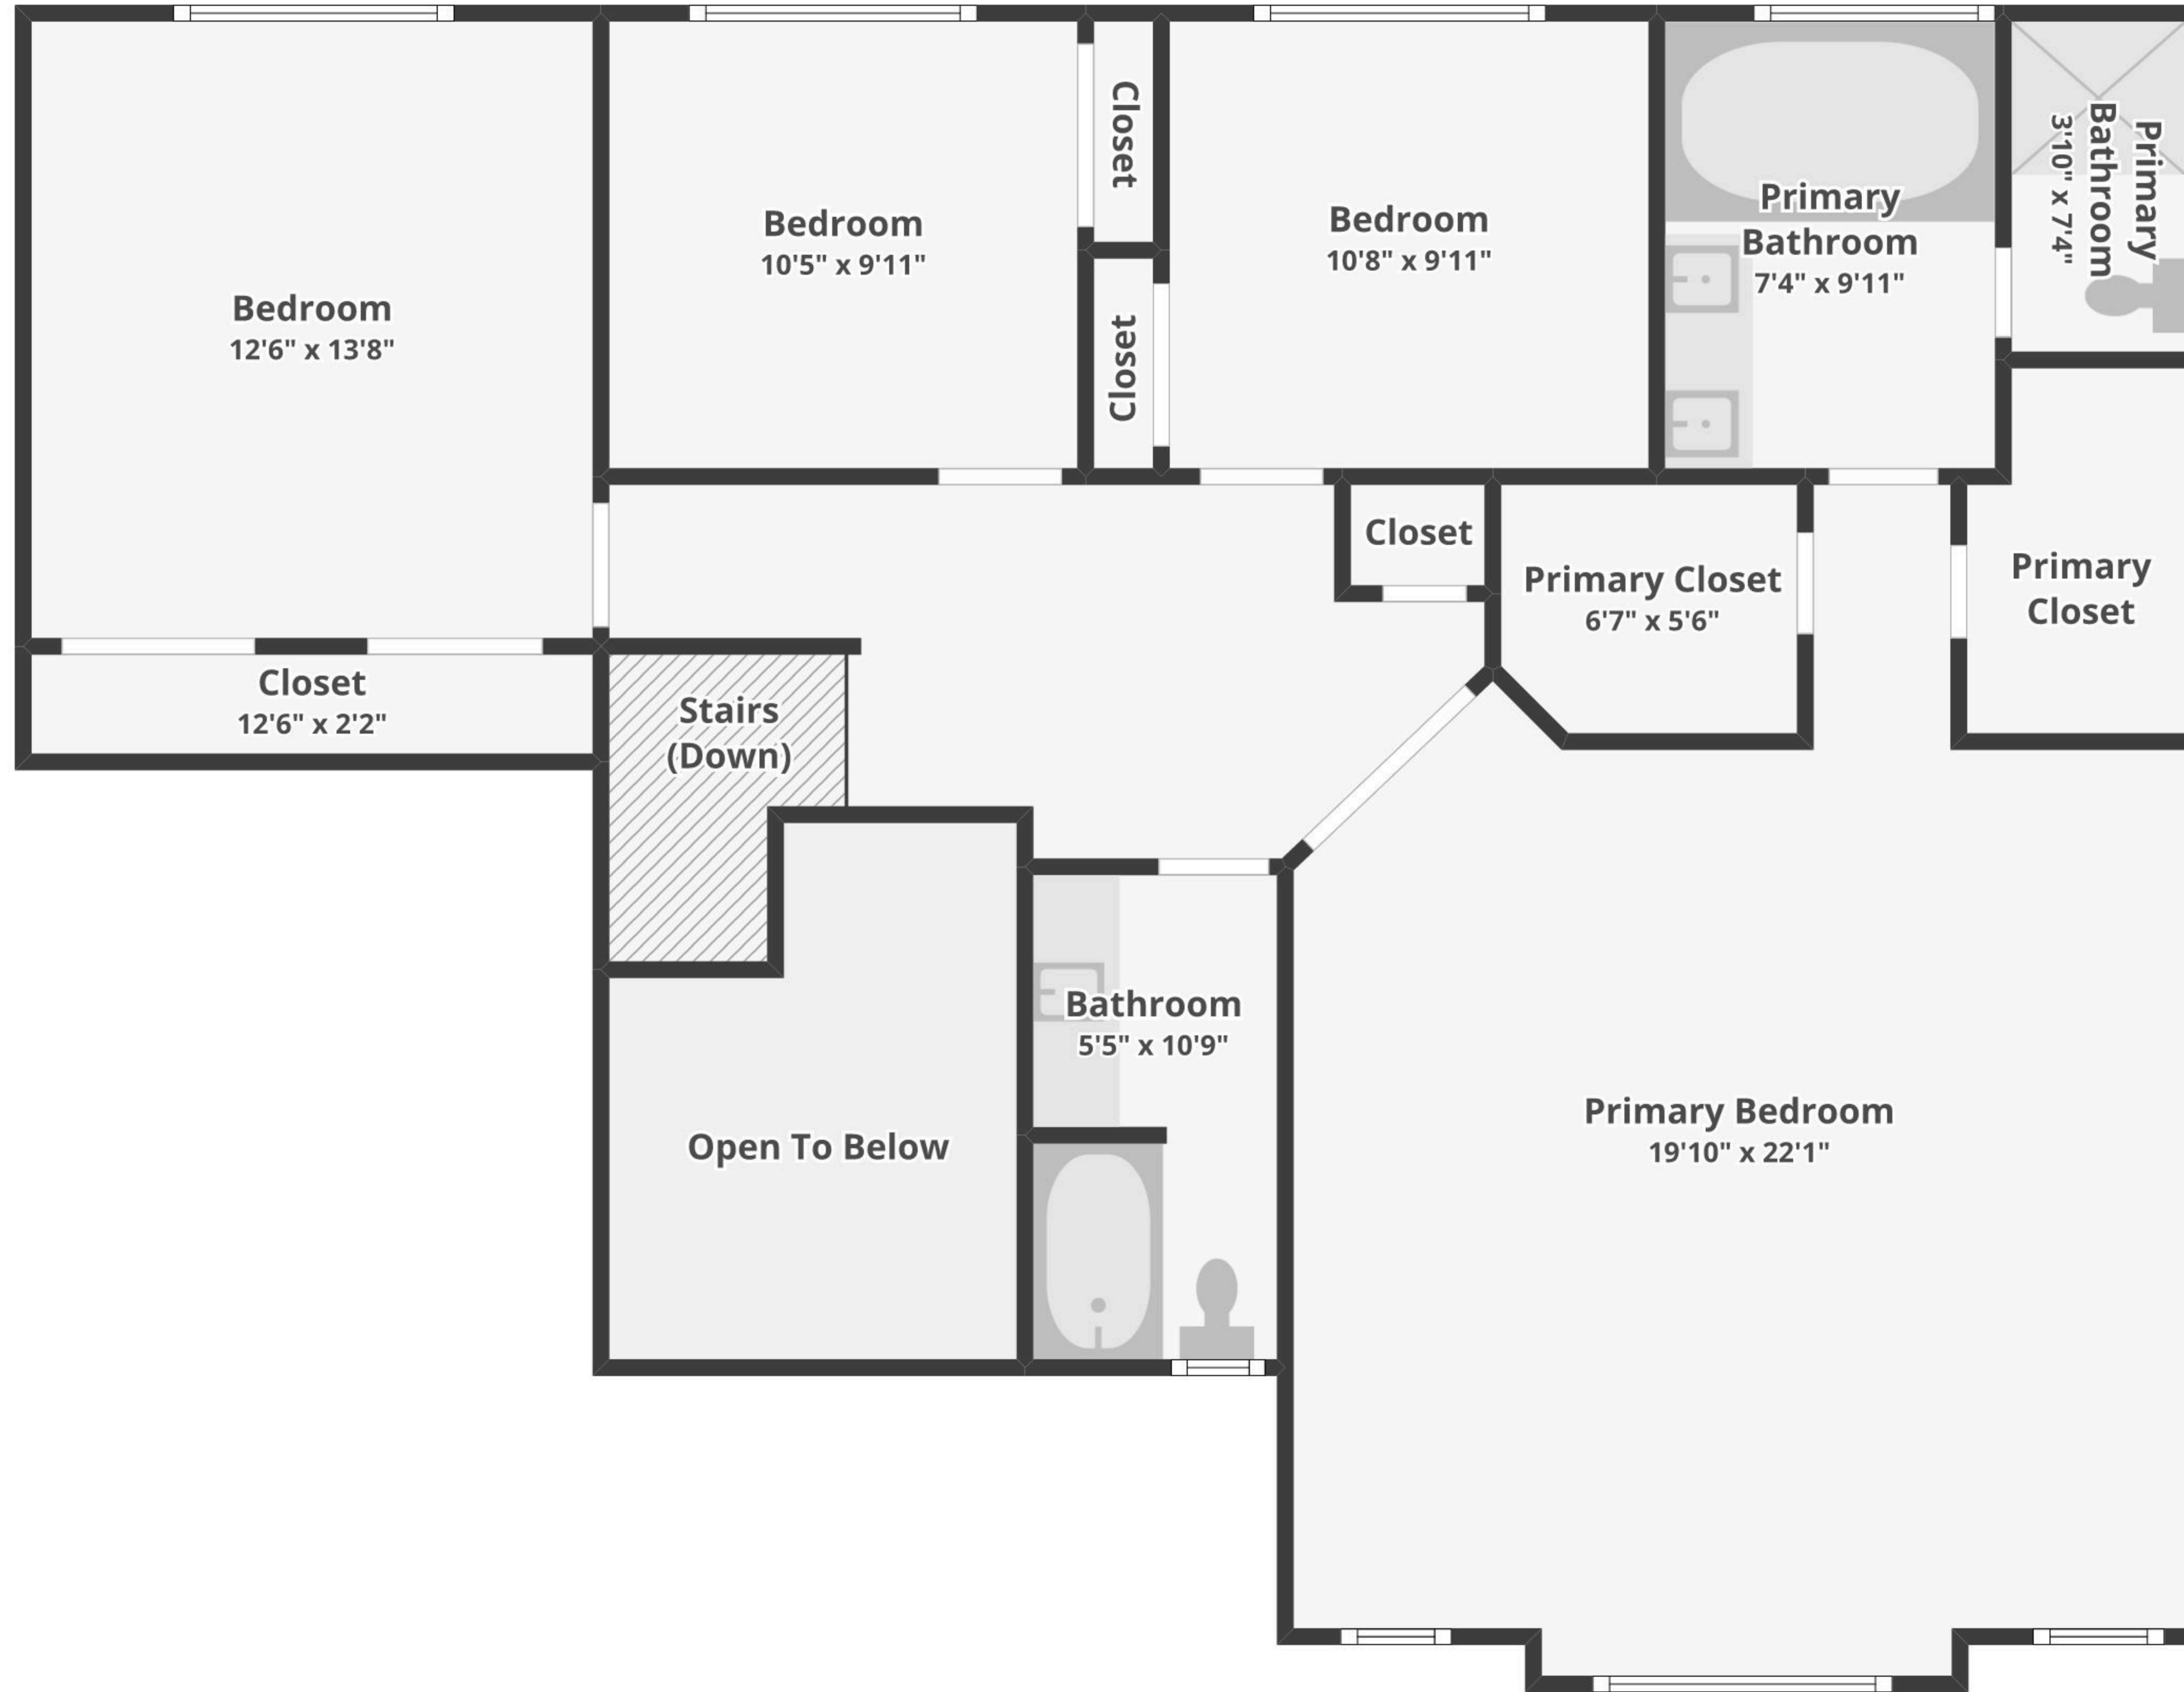 Bedroom
12'6" x 13'8"
Bedroom
10'5" x 9'11"
Closet
Closet
Bedroom
10'8" x 9'11"
Primary
Bathroom
7'4" x 9'11"
Primary
Bathroom
3'10" x 7'4"
Closet
Primary Closet
6'7" x 5'6"
Primary
Closet
Closet
12'6" x 2'2"
Stairs
(Down)
Bathroom
5'5" x 10'9"
Open To Below
Primary Bedroom
19'10" x 22'1"